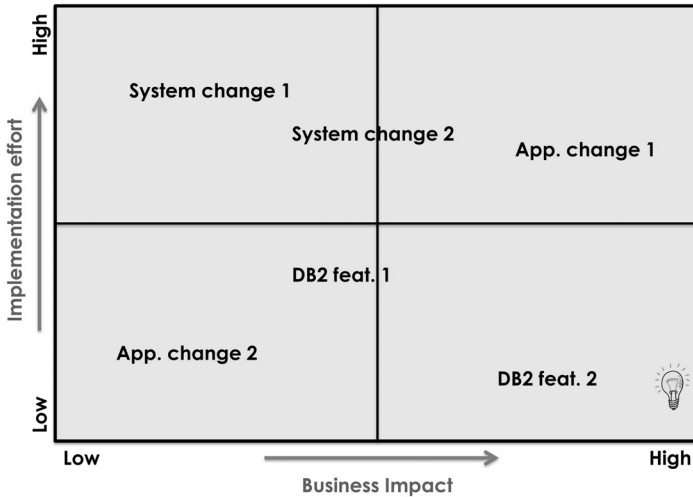 High
System change 1
System change 2
App. change 1
Implementation effort
DB2 feat. 1
App. change 2
DB2 feat. 2
Low
Low
High
Business Impact